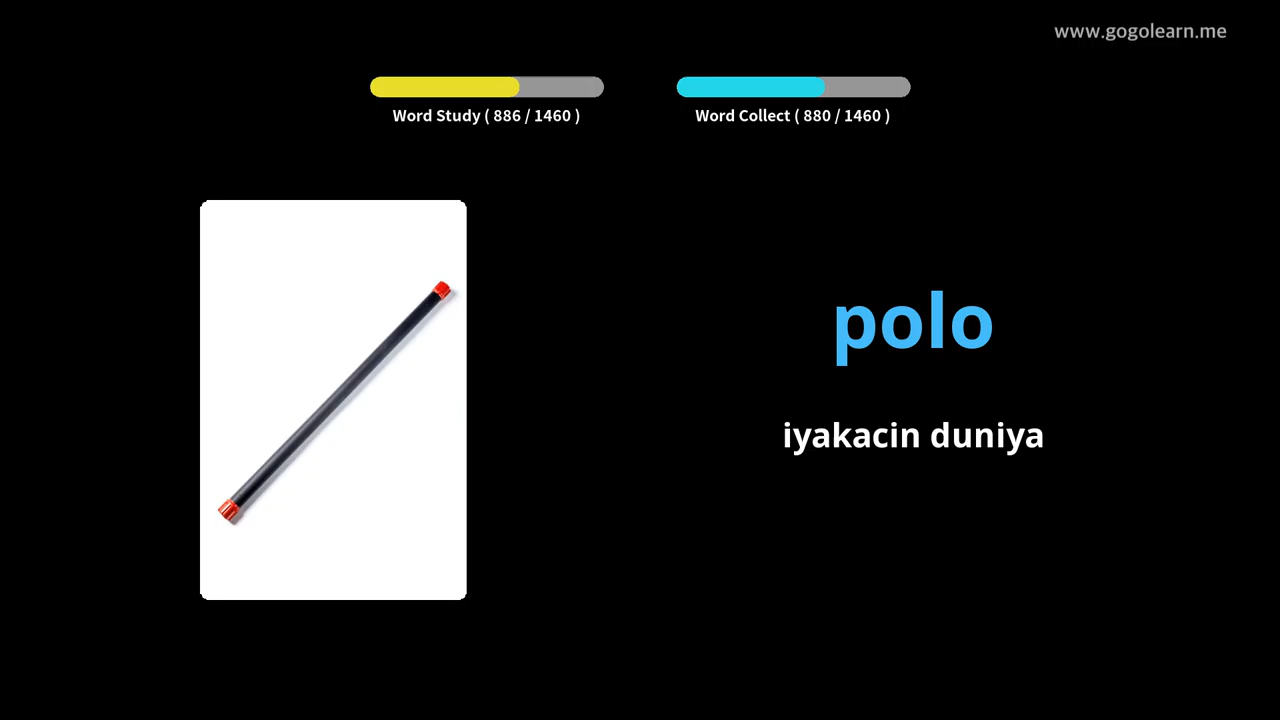 www.gogolearn.me
Word Study ( 886 / 1460 )
Word Collect ( 880 / 1460 )
polo
iyakacin duniya